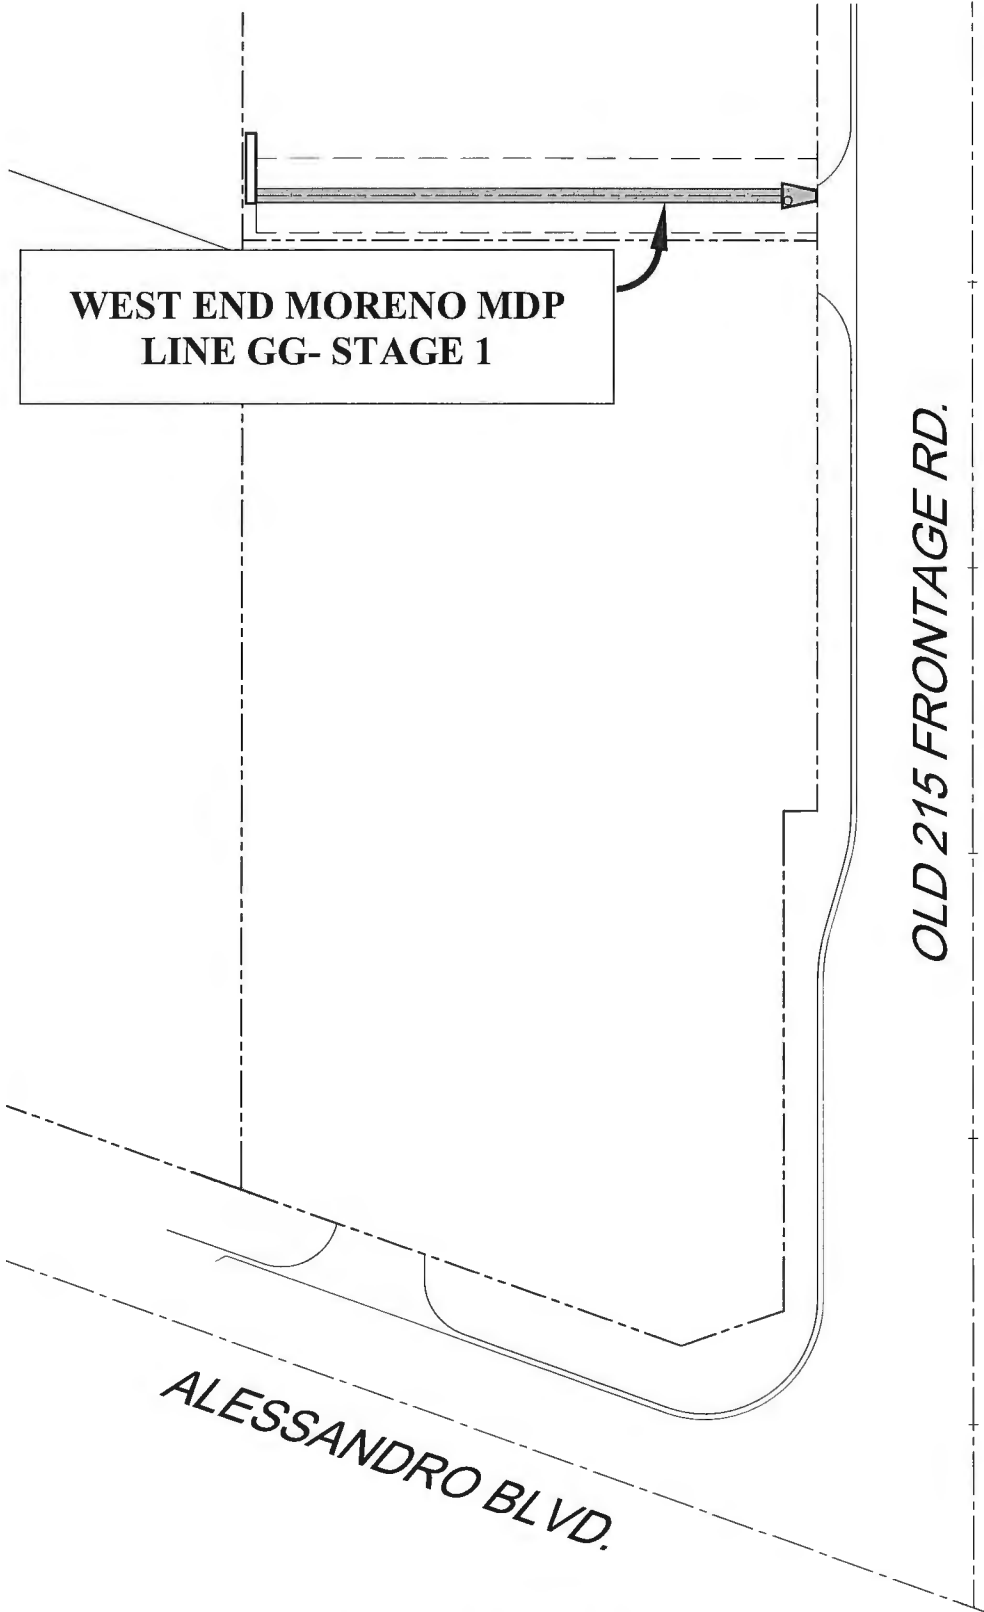 WEST END MORENO MDP
LINE GG- STAGE 1
OLD 215 FRONTAGE RD.
ALESSANDRO BLVD.